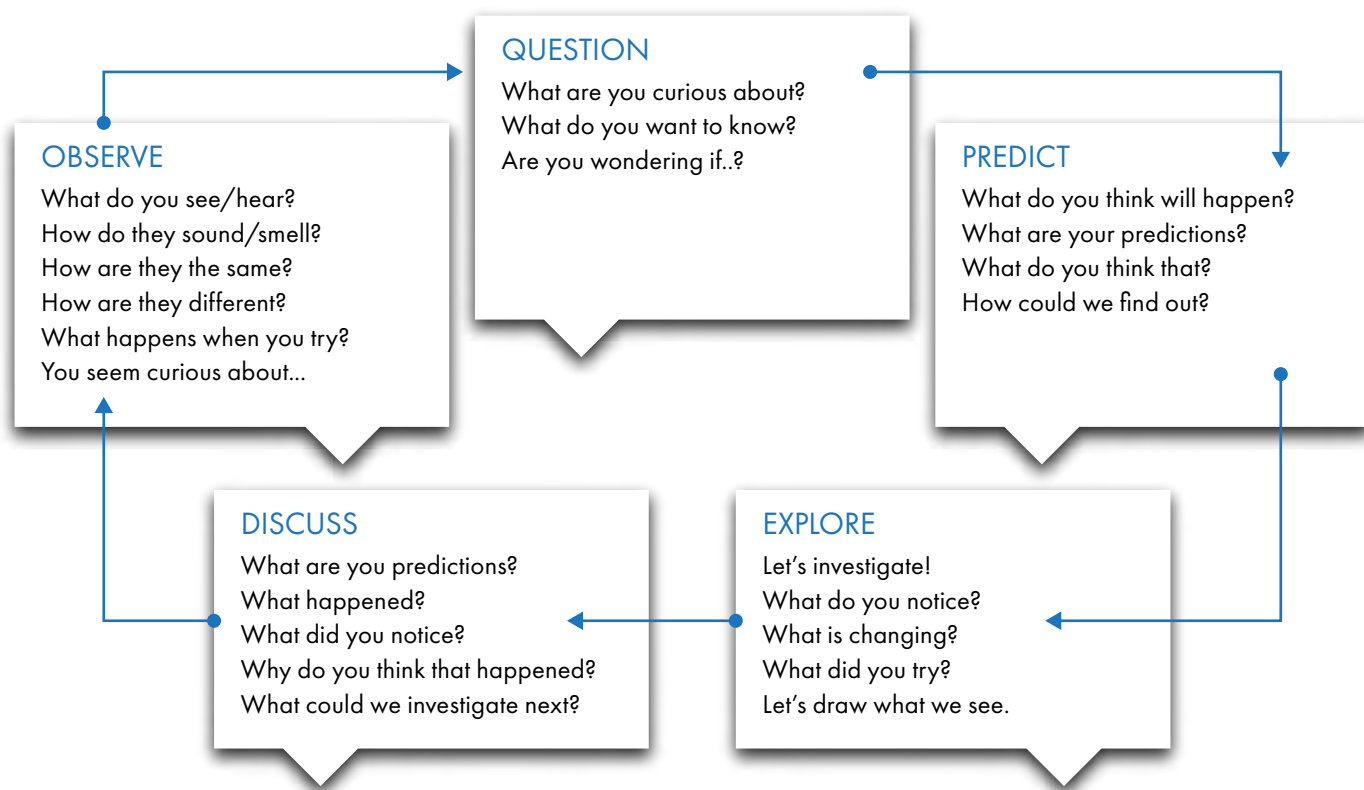 QUESTION
What are you curious about?
What do you want to know?
Are you wondering if..?
OBSERVE
What do you see/hear?
How do they sound/smell?
How are they the same?
How are they different?
What happens when you try?
You seem curious about...
PREDICT
What do you think will happen?
What are your predictions?
What do you think that?
How could we find out?
DISCUSS
What are you predictions?
What happened?
What did you notice?
Why do you think that happened?
What could we investigate next?
EXPLORE
Let’s investigate!
What do you notice?
What is changing?
What did you try?
Let’s draw what we see.